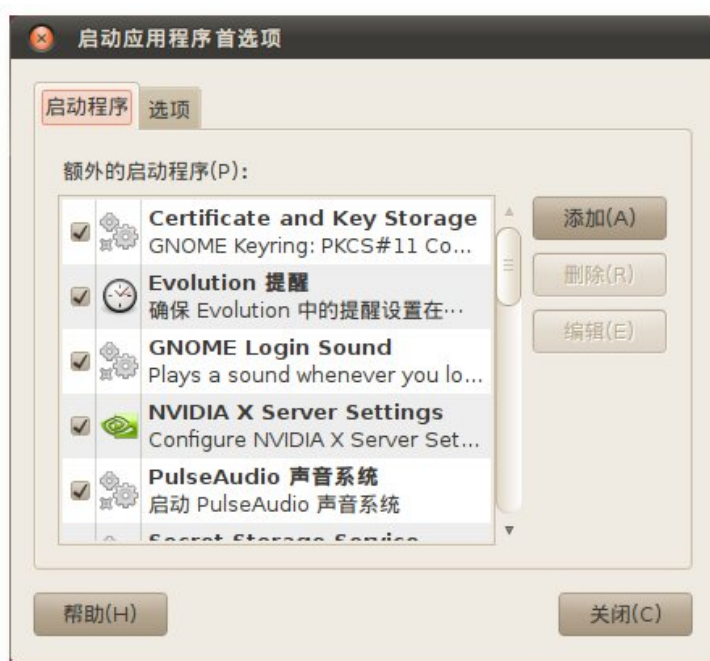 启动应用程序首选项
启动程序 选项
额外的启动程序(P):
Certificate and Key Storage
GNOME Keyring: PKCS#11 Co...
Evolution 提醒
确保 Evolution 中的提醒设置在...
GNOME Login Sound
Plays a sound whenever you lo...
NVIDIA X Server Settings
Configure NVIDIA X Server Set...
PulseAudio 声音系统
启动 PulseAudio 声音系统
Secret Storage Service
添加(A)
删除(R)
编辑(E)
帮助(H) 关闭(C)